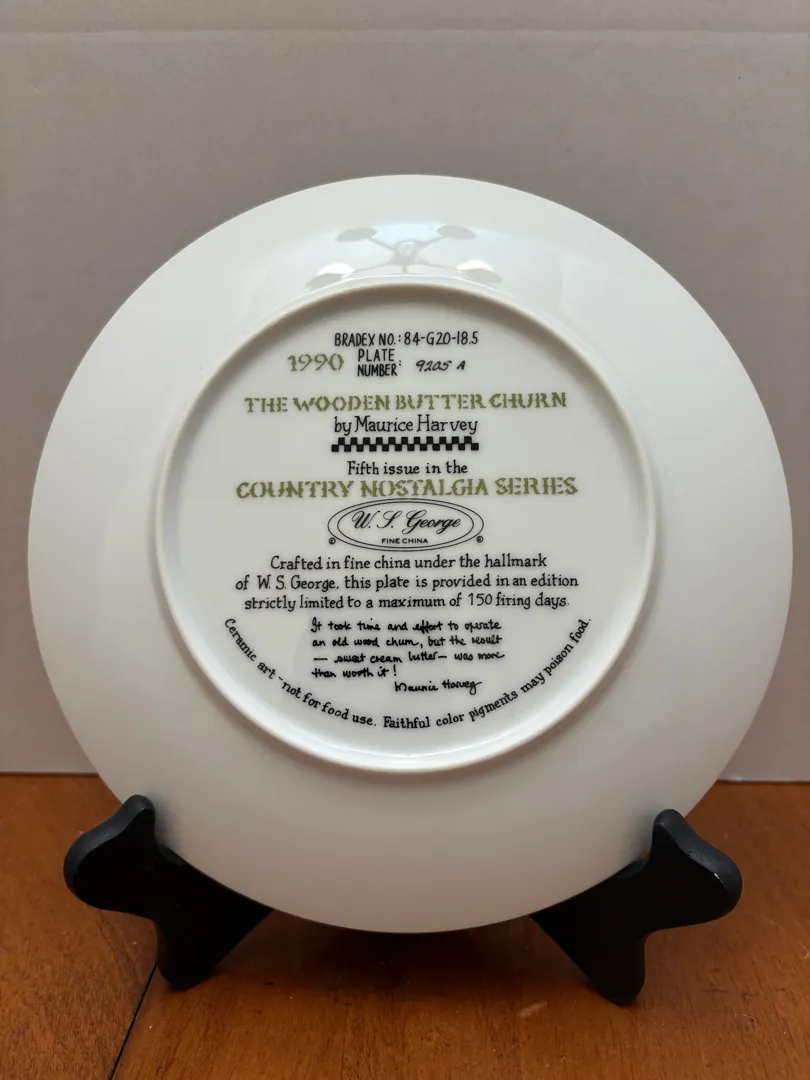 BRADEX NO.: 84-G20-18.5
1990 PLATE NUMBER: 9205 A
THE WOODEN BUTTER CHURN
by Maurice Harvey
Fifth issue in the
COUNTRY NOSTALGIA SERIES
W. S. George
FINE CHINA
Crafted in fine china under the hallmark
of W. S. George, this plate is provided in an edition
strictly limited to a maximum of 150 firing days.
It took time and effort to operate
an old wood churn, but the result
— sweet cream butter — was more
than worth it!
Maurice Harvey
Ceramic art - not for food use. Faithful color pigments may poison food.